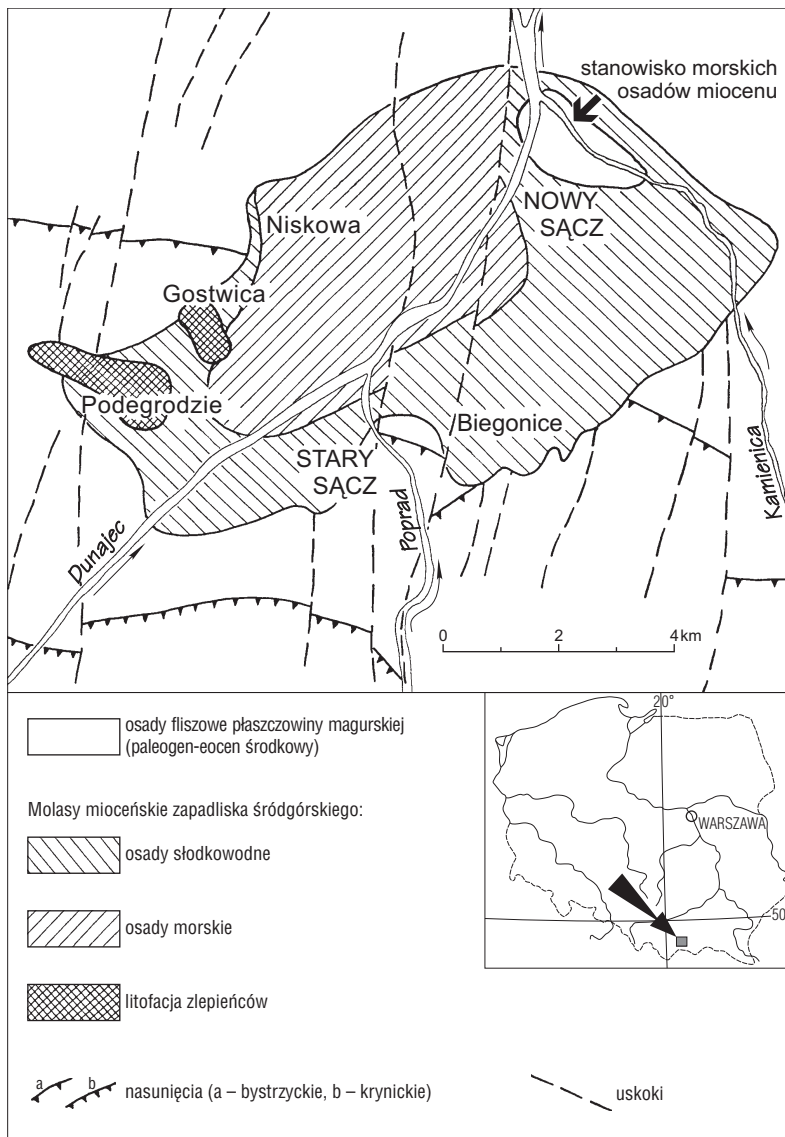 stanowisko morskich
osadów miocenu
NOWY
SĄCZ
Niskowa
Gostwica
Podegrodzie
Biegonice
STARY
SĄCZ
Dunajec
Poprad
Kamienica
0 2 4 km
osady fliszowe płaszczowiny magurskiej
(paleogen-eocen środkowy)
Molasy mioceńskie zapadliska śródgórskiego:
osady słodkowodne
osady morskie
litofacja zlepieńców
a b nasunięcia (a – bystrzyckie, b – krynickie)
uskoki
20°
WARSZAWA
50